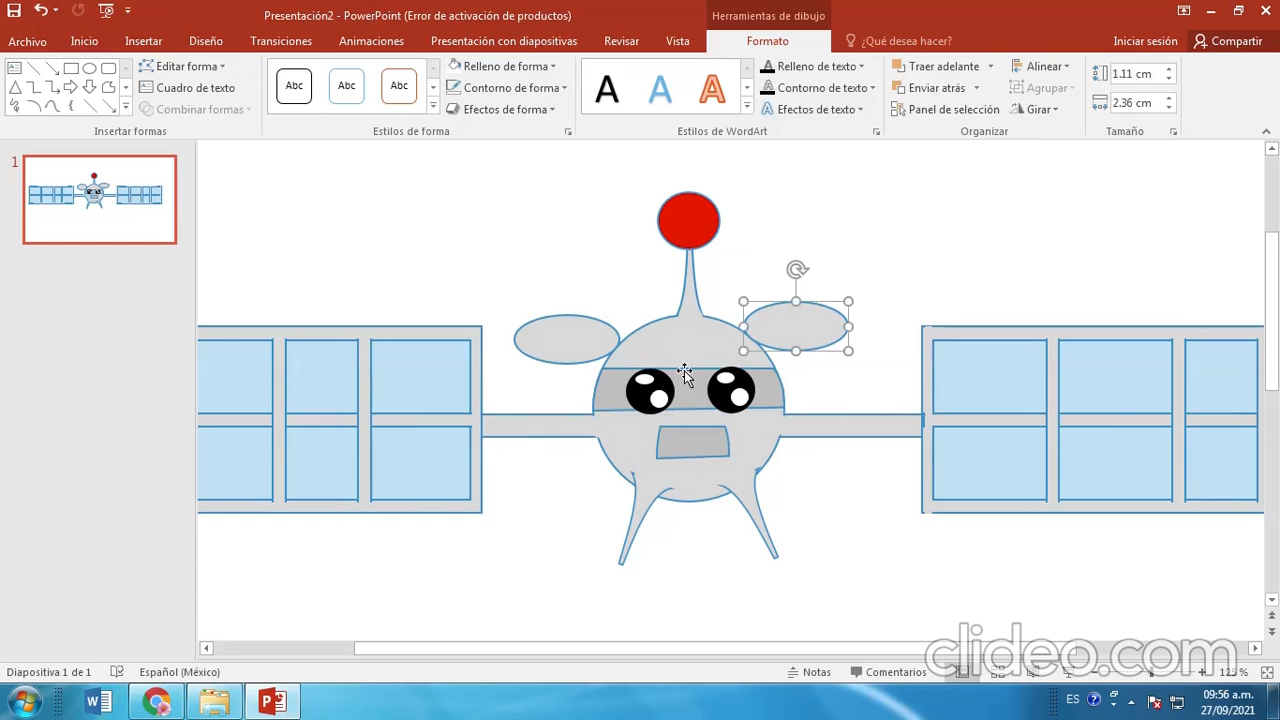 Presentación2 - PowerPoint (Error de activación de productos)
Herramientas de dibujo
Archivo Inicio Insertar Diseño Transiciones Animaciones Presentación con diapositivas Revisar Vista Formato ¿Qué desea hacer? Iniciar sesión Compartir
Editar forma
Cuadro de texto
Combinar formas
Insertar formas
Abc Abc Abc
Relleno de forma
Contorno de forma
Efectos de forma
Estilos de forma
A A A
Relleno de texto
Contorno de texto
Efectos de texto
Estilos de WordArt
Traer adelante
Enviar atrás
Panel de selección
Alinear
Agrupar
Girar
Organizar
1.11 cm
2.36 cm
Tamaño
1
clideo.com
Diapositiva 1 de 1 Español (México) Notas Comentarios 125%
ES 09:56 a.m.
27/09/2021